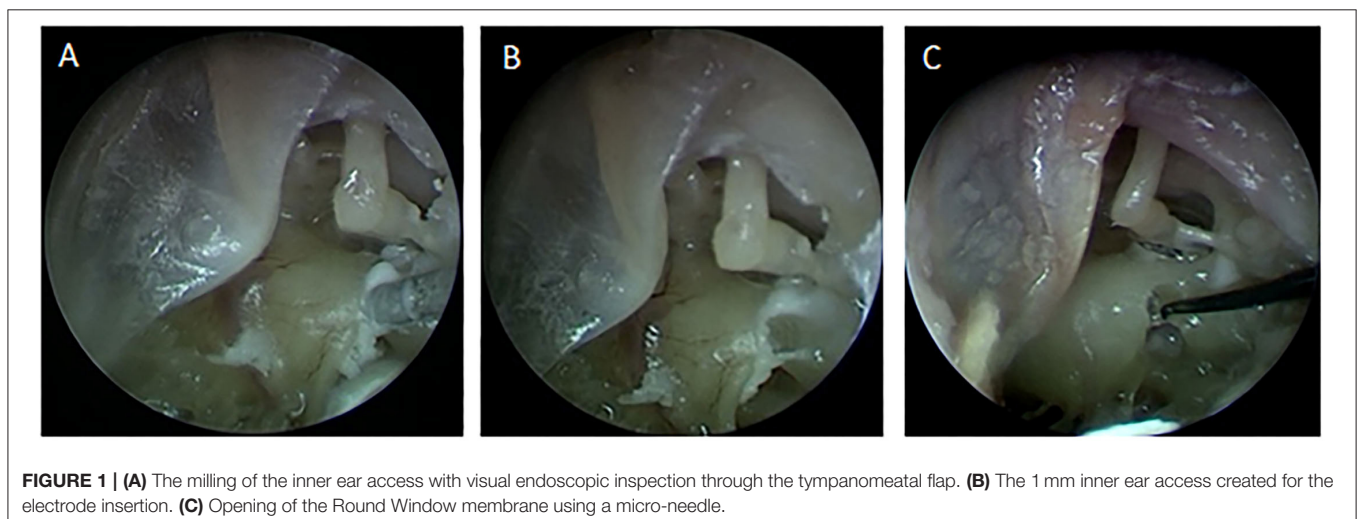 A
B
C
FIGURE 1 | (A) The milling of the inner ear access with visual endoscopic inspection through the tympanomeatal flap. (B) The 1 mm inner ear access created for the
electrode insertion. (C) Opening of the Round Window membrane using a micro-needle.